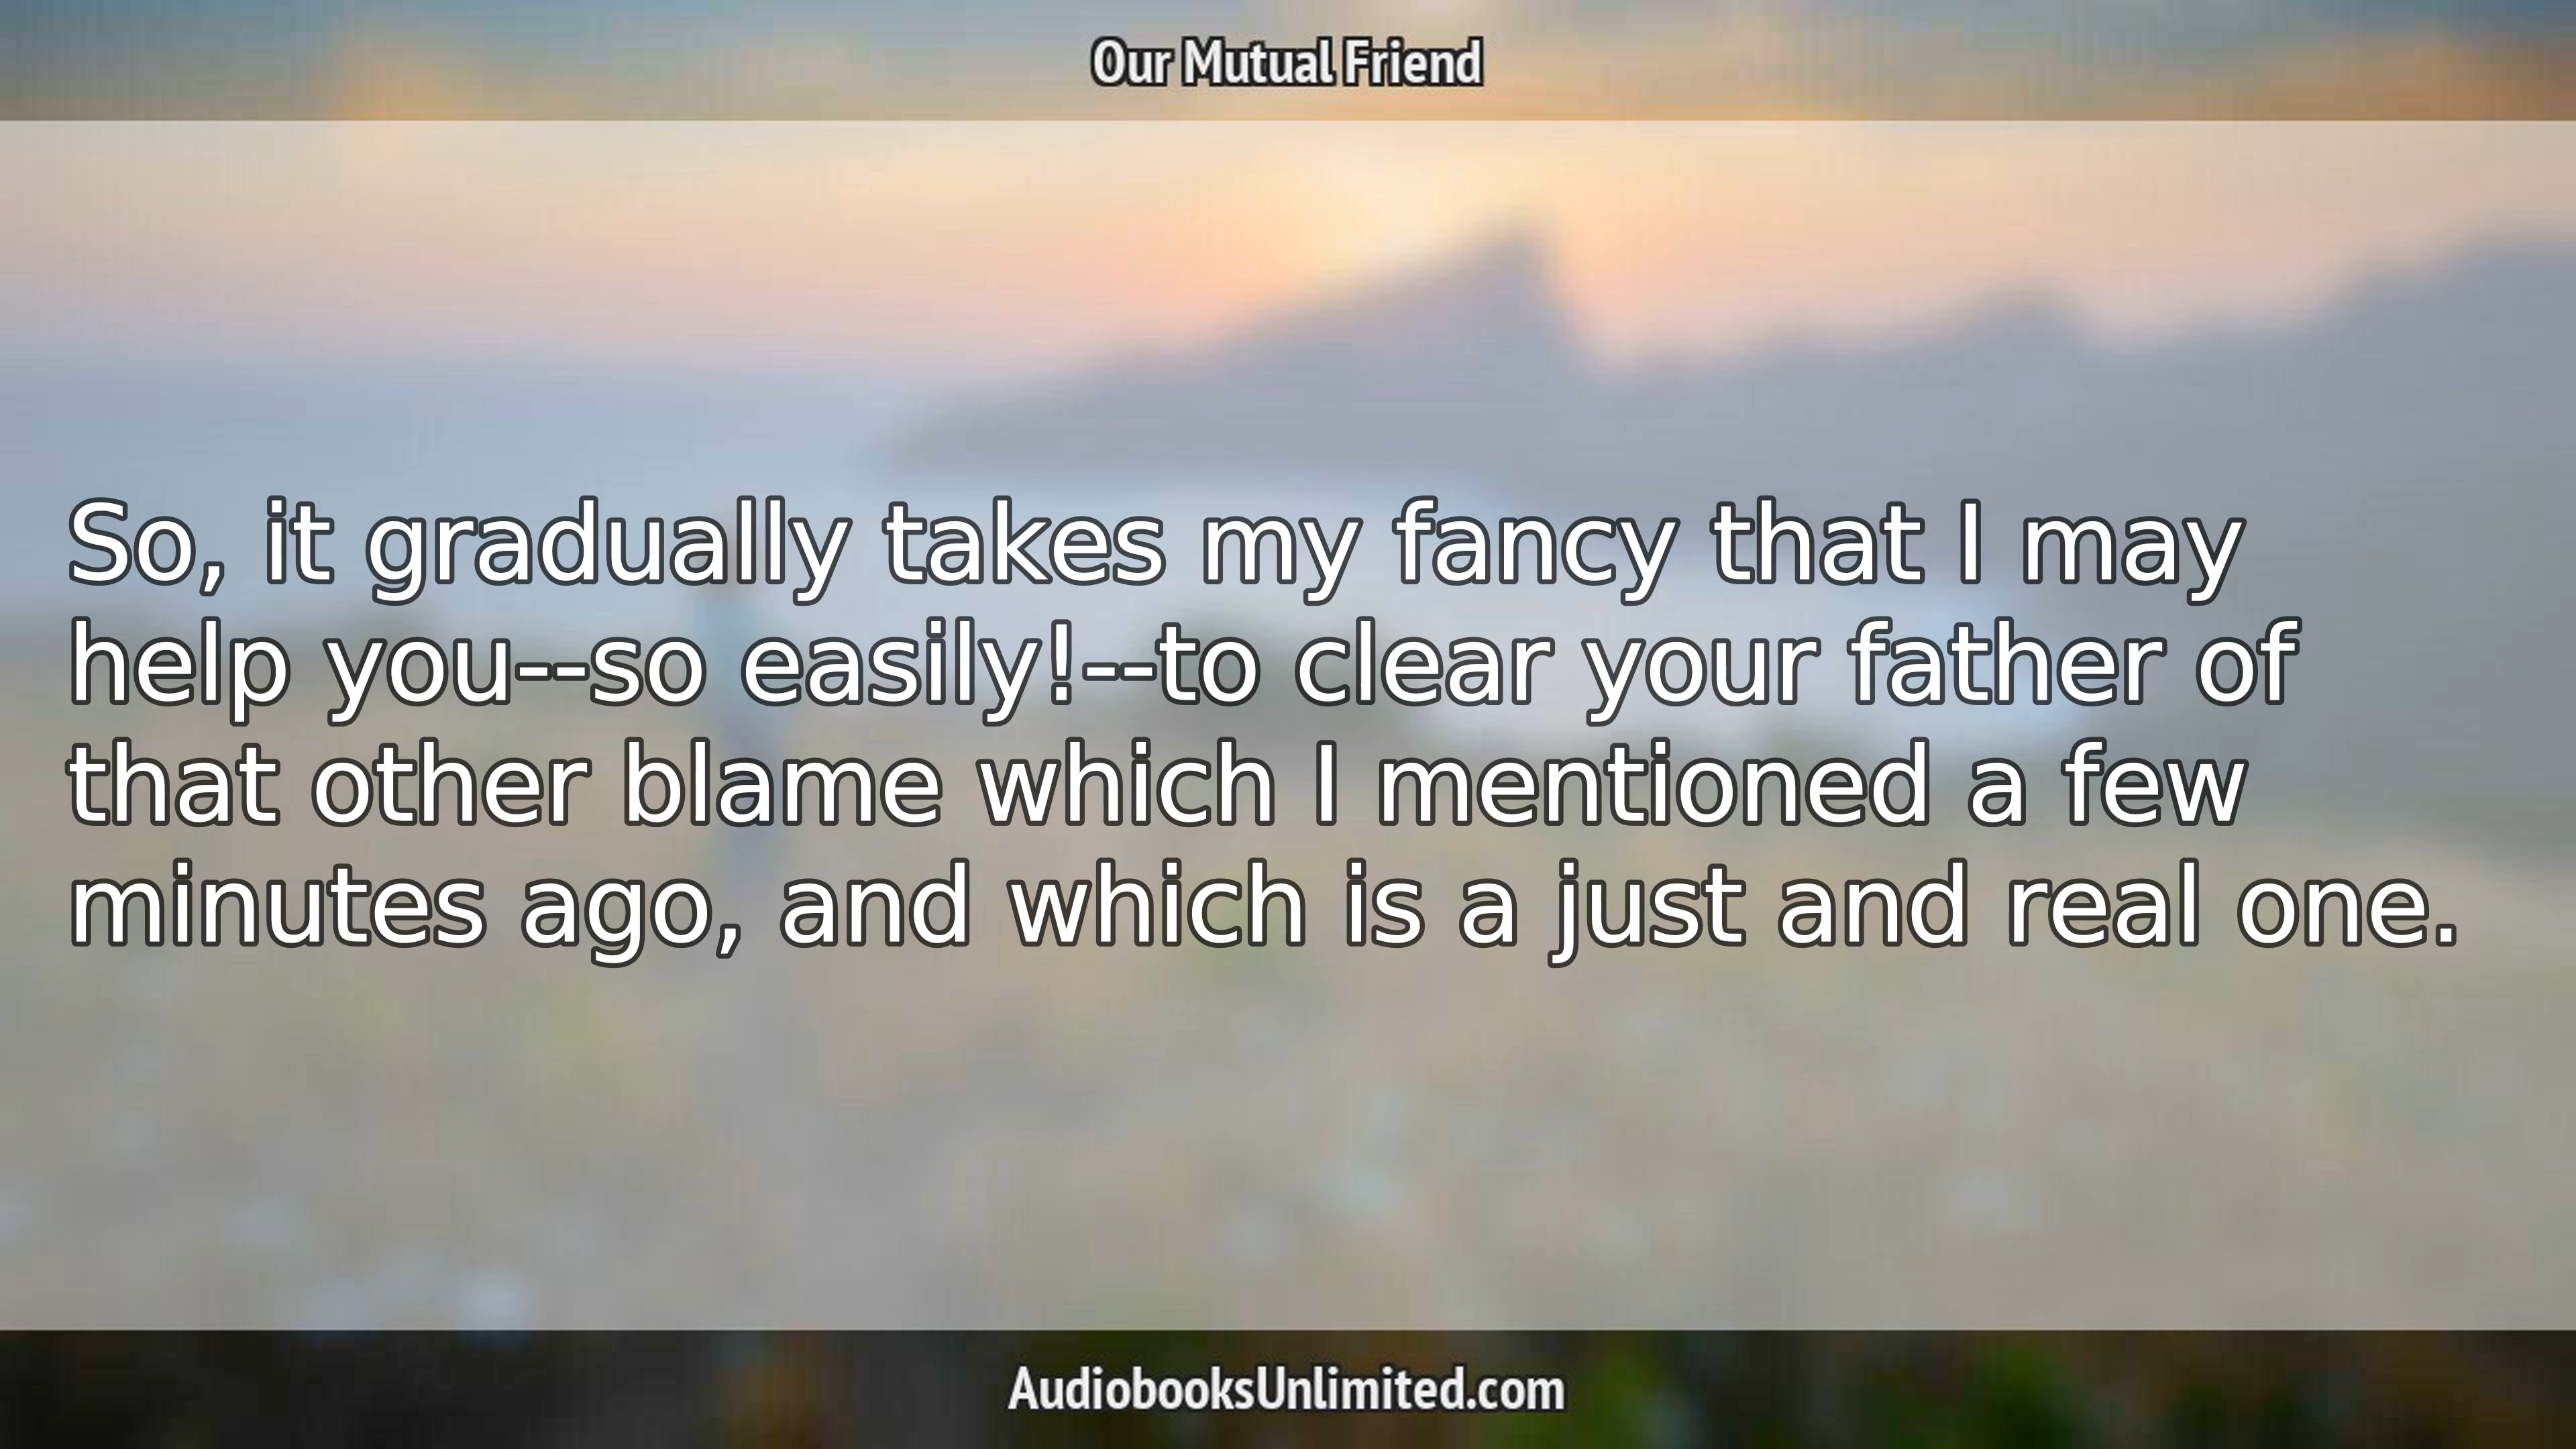 Our Mutual Friend
So, it gradually takes my fancy that I may
help you--so easily!--to clear your father of
that other blame which I mentioned a few
minutes ago, and which is a just and real one.
AudiobooksUnlimited.com